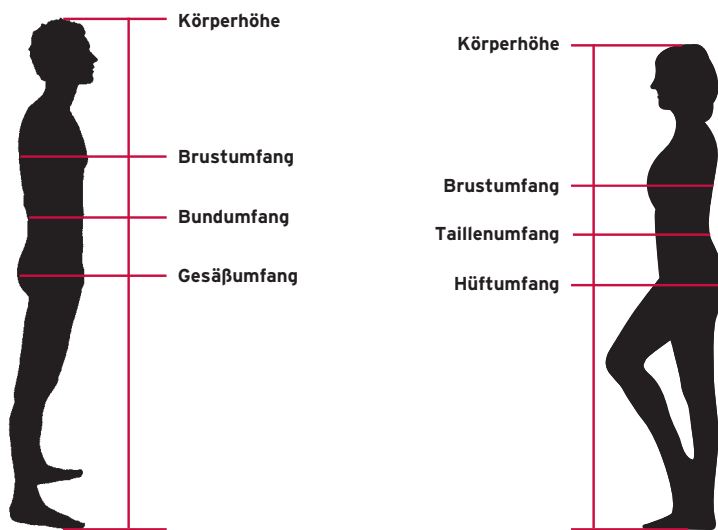 Körperhöhe
Brustumfang
Bundumfang
Gesäßumfang
Körperhöhe
Brustumfang
Taillenumfang
Hüftumfang